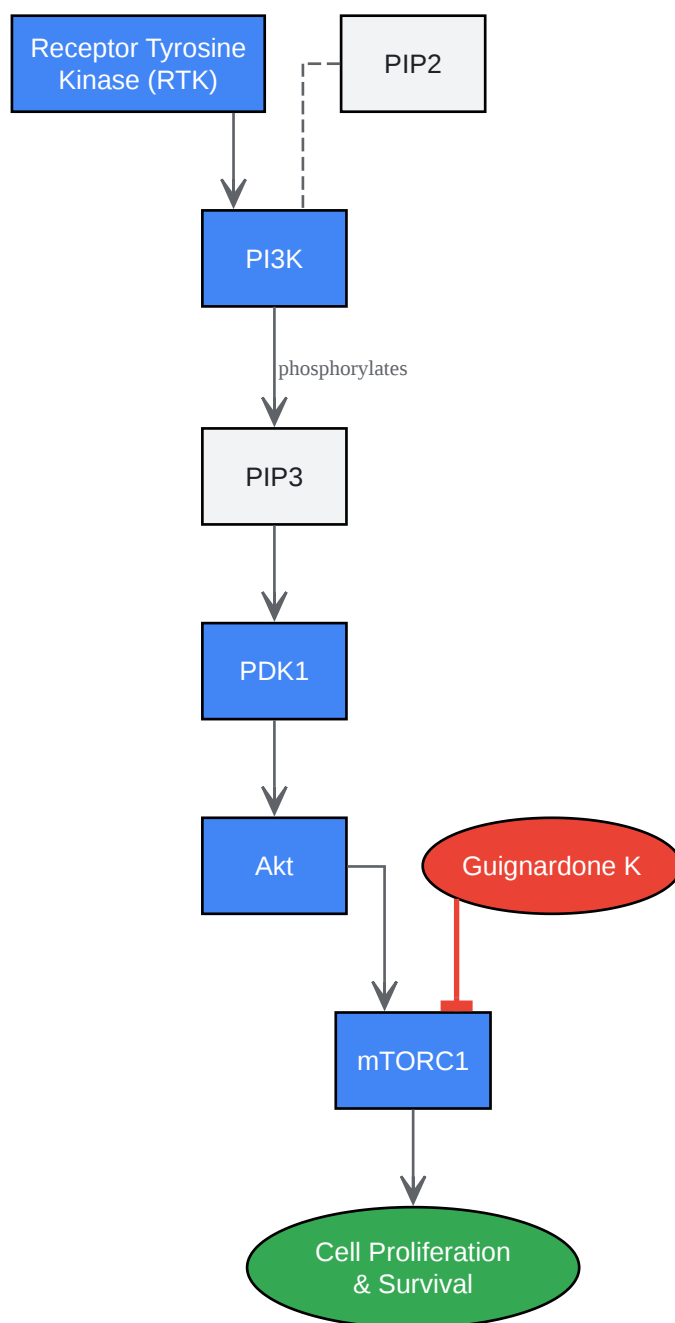 Receptor Tyrosine
Kinase (RTK)
PIP2
PI3K
phosphorylates
PIP3
PDK1
Akt
Guignardone K
mTORC1
Cell Proliferation
& Survival